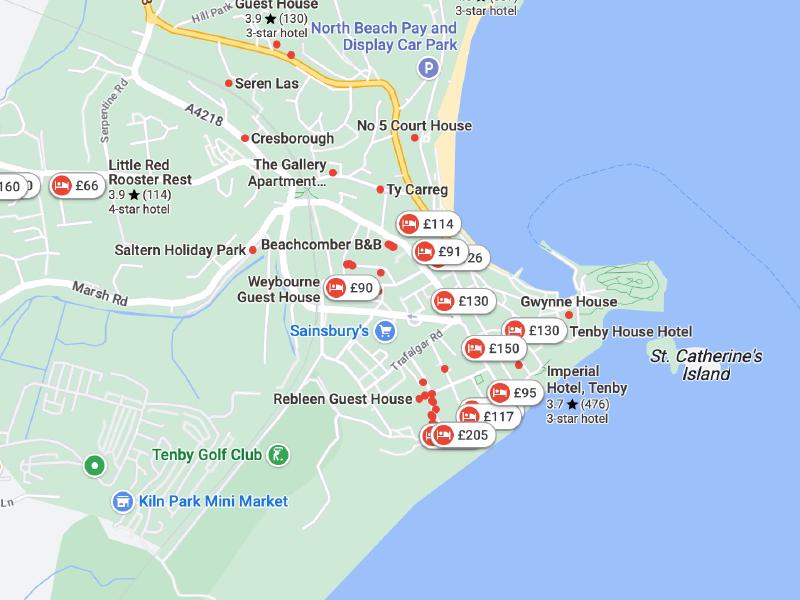 Guest House
3.9 ★ (130)
3-star hotel
3-star hotel
Hill Park
North Beach Pay and
Display Car Park
P
Seren Las
Serpentine Rd
A4218
No 5 Court House
Cresborough
Little Red
Rooster Rest
3.9 ★ (114)
4-star hotel
160
£66
The Gallery
Apartment...
Ty Carreg
£114
Saltern Holiday Park
Beachcomber B&B
£91
26
Marsh Rd
Weybourne
Guest House
£90
£130
Gwynne House
Sainsbury's
£130
Tenby House Hotel
Trafalgar Rd
£150
St. Catherine's
Island
Imperial
Hotel, Tenby
3.7 ★ (476)
3-star hotel
£95
Rebleen Guest House
£117
£205
Tenby Golf Club
Kiln Park Mini Market
Ln